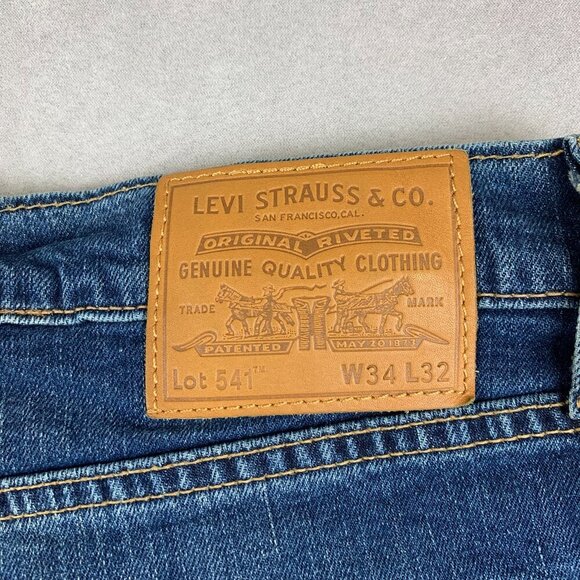 LEVI STRAUSS & CO.
SAN FRANCISCO, CAL.
ORIGINAL RIVETED
GENUINE QUALITY CLOTHING
TRADE MARK
PATENTED MAY 20 1873
Lot 541™ W34 L32